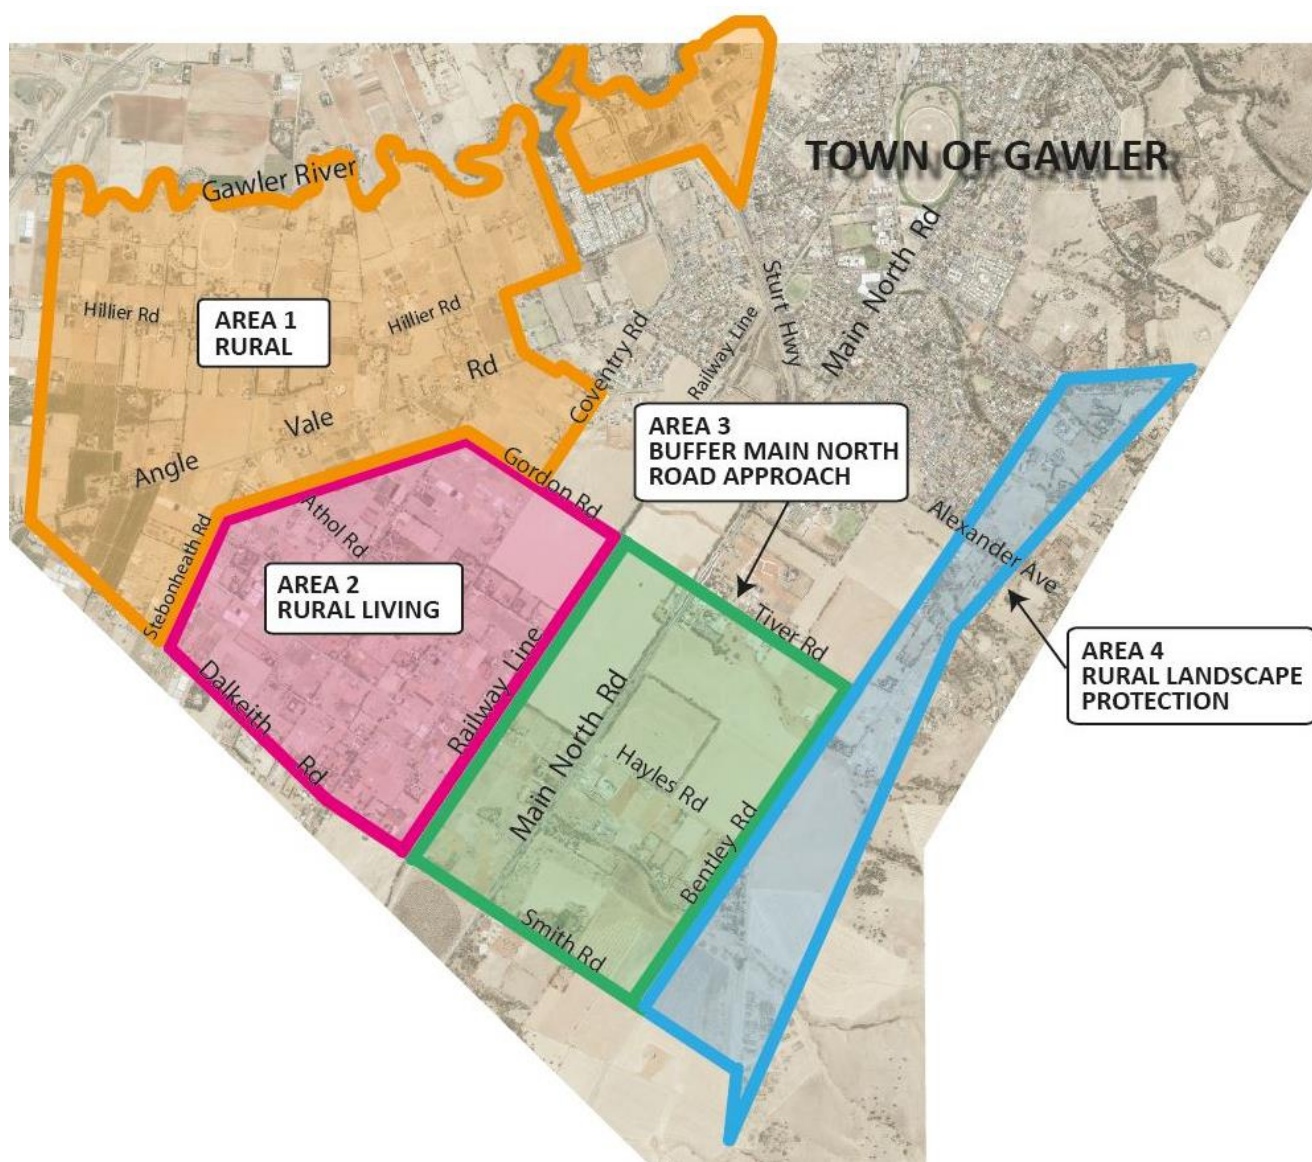 TOWN OF GAWLER
Gawler River
Hillier Rd
Hillier Rd
AREA 1
RURAL
Angle Vale Rd
Coventry Rd
Railway Line
Sturt Hwy
Main North Rd
AREA 3
BUFFER MAIN NORTH
ROAD APPROACH
Gordon Rd
Stebonheath Rd
Athol Rd
AREA 2
RURAL LIVING
Alexander Ave
Tiver Rd
AREA 4
RURAL LANDSCAPE
PROTECTION
Dalkeith Rd
Railway Line
Main North Rd
Hayles Rd
Bentley Rd
Smith Rd